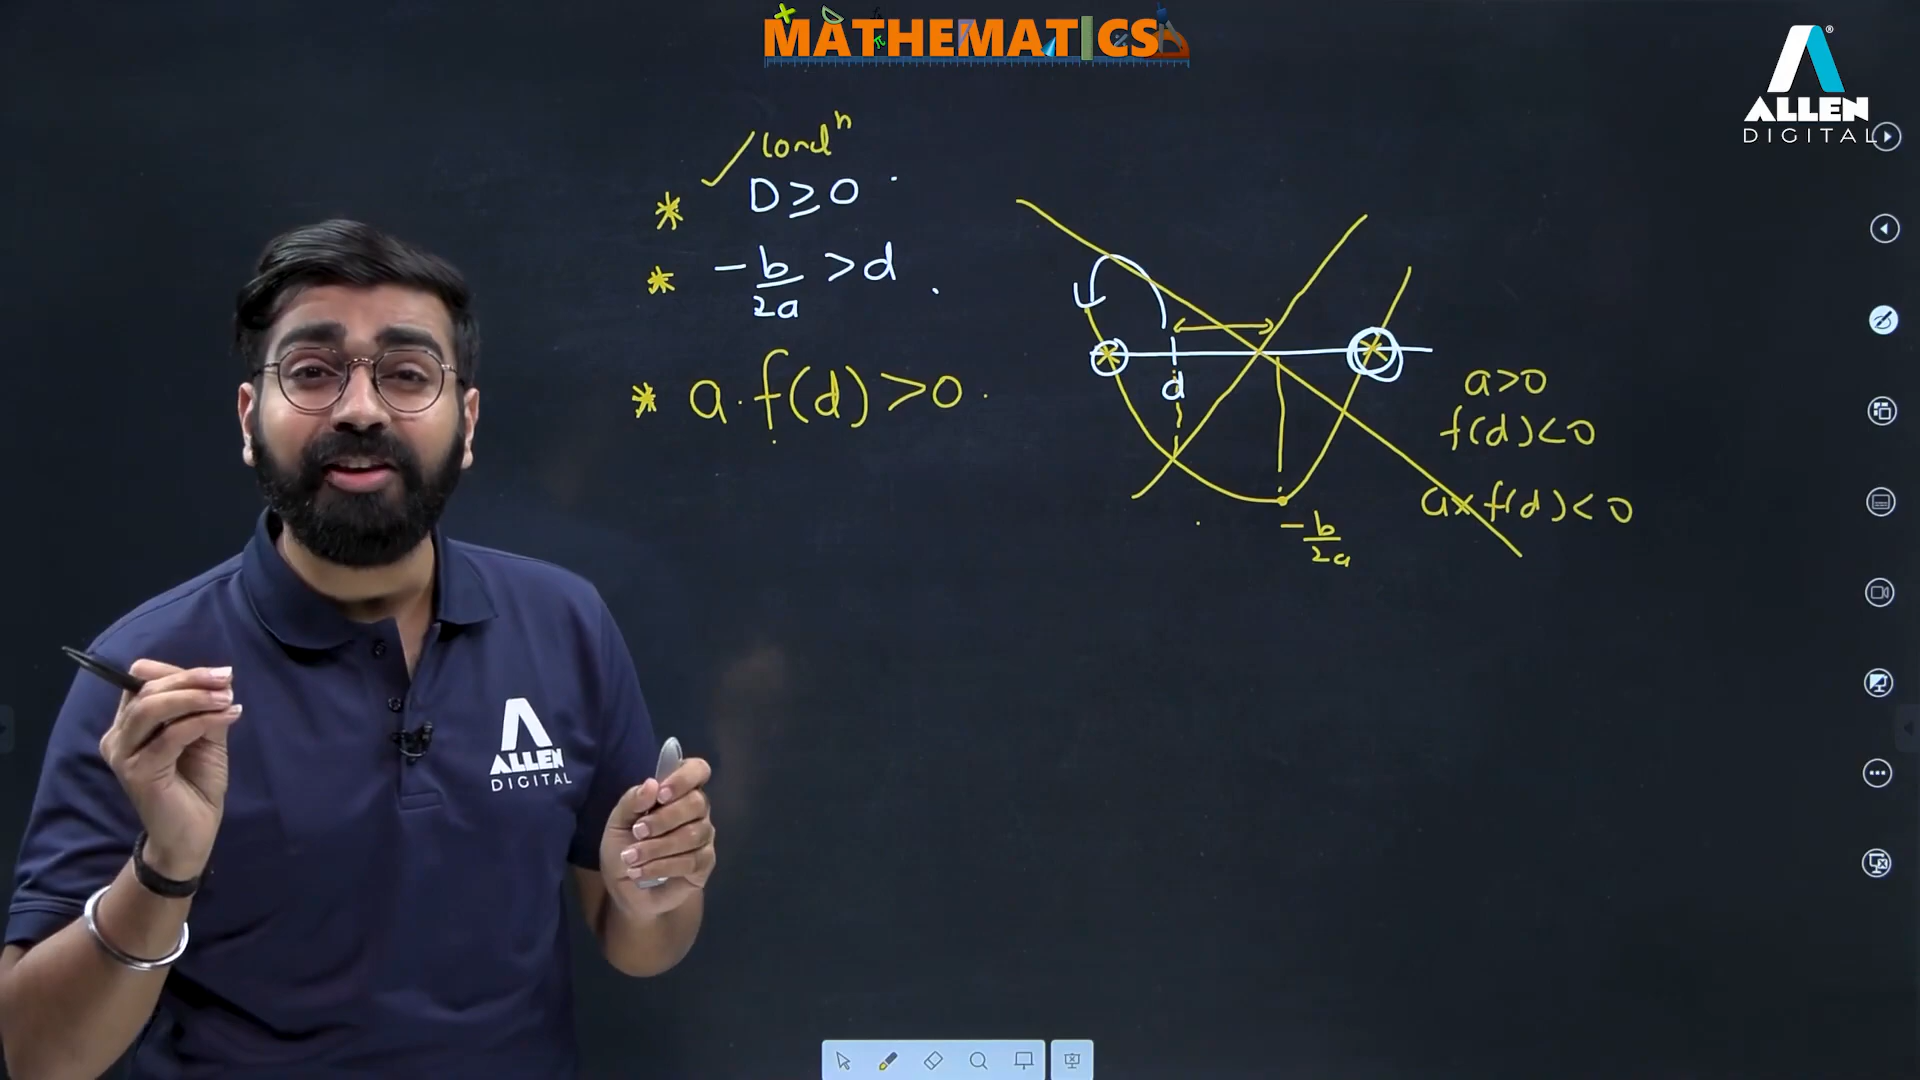 MATHEMATICS
ALLEN
DIGITAL
Condⁿ
* D ≥ 0
* -b/2a > d
* a.f(d) > 0
d
a>0
f(d)<0
a×f(d)<0
-b/2a
ALLEN
DIGITAL